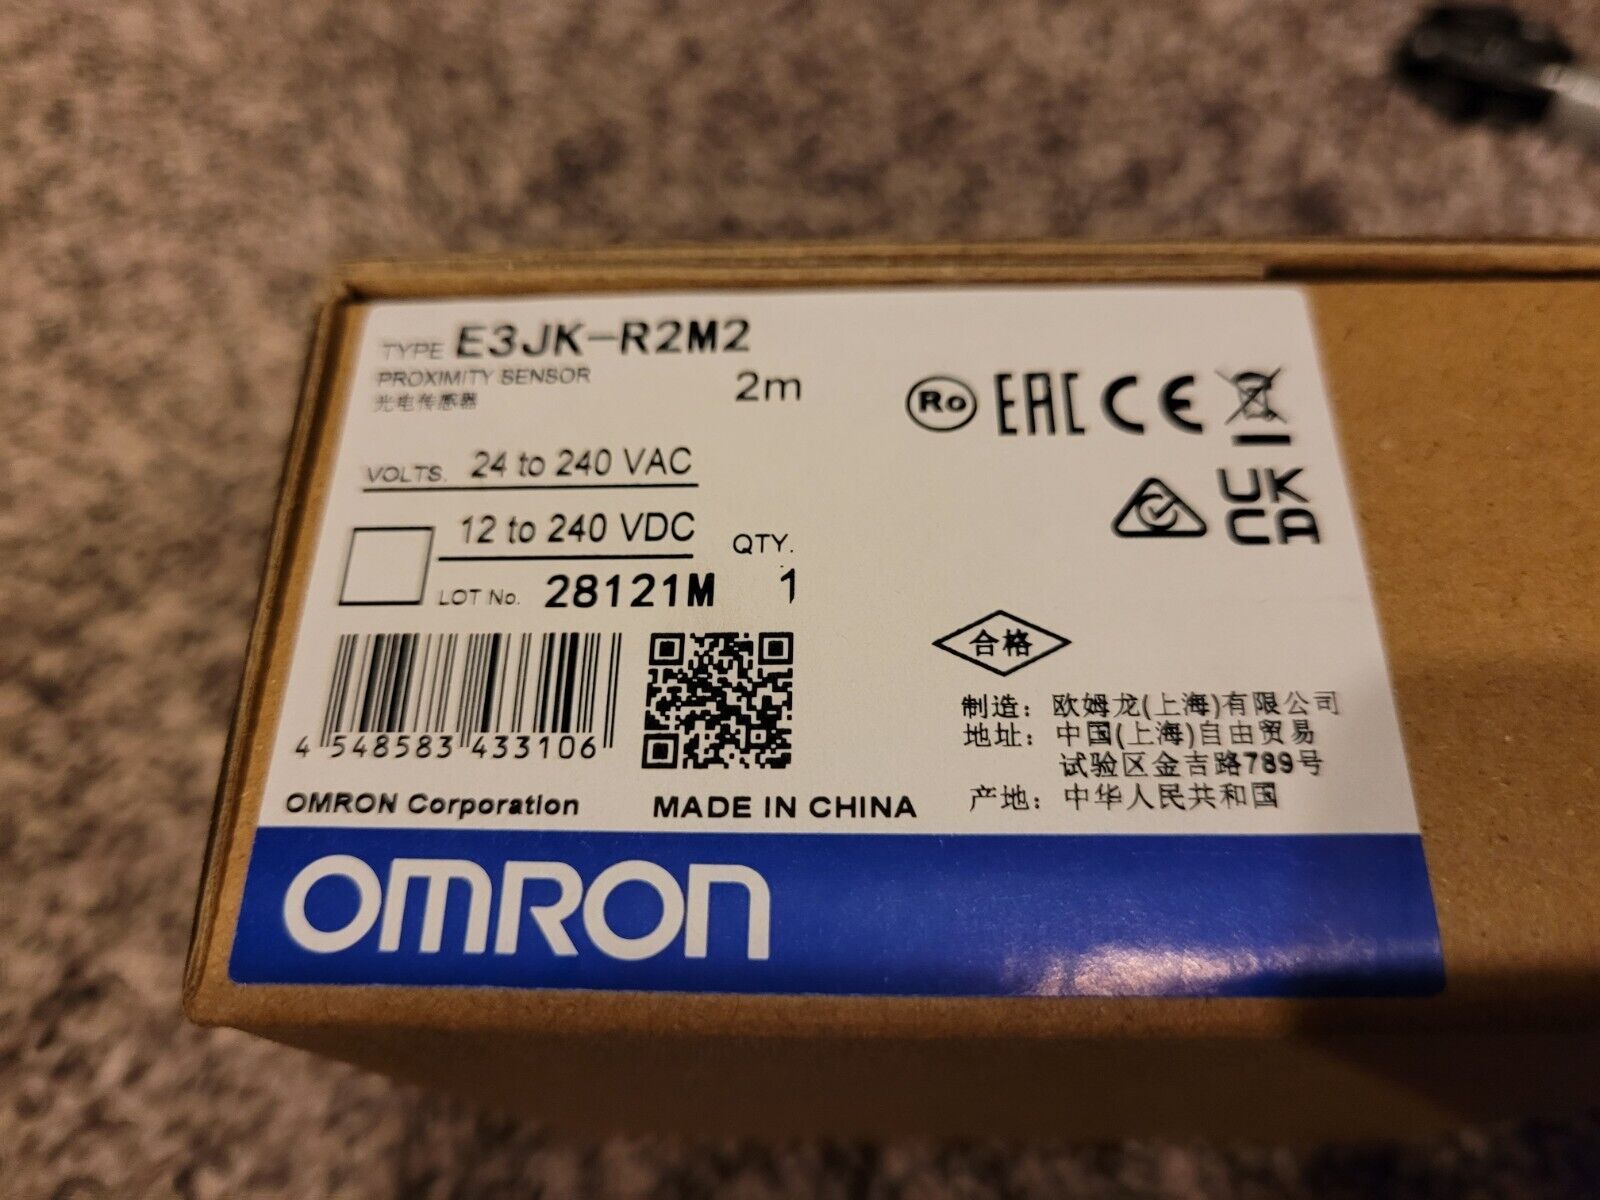 TYPE E3JK-R2M2
PROXIMITY SENSOR 2m
光电传感器
Ro EAC CE
VOLTS. 24 to 240 VAC
UK
CA
12 to 240 VDC QTY.
LOT No. 28121M 1
合格
制造: 欧姆龙(上海)有限公司
地址: 中国(上海)自由贸易
试验区金吉路789号
产地: 中华人民共和国
4 548583 433106
OMRON Corporation MADE IN CHINA
OMRON